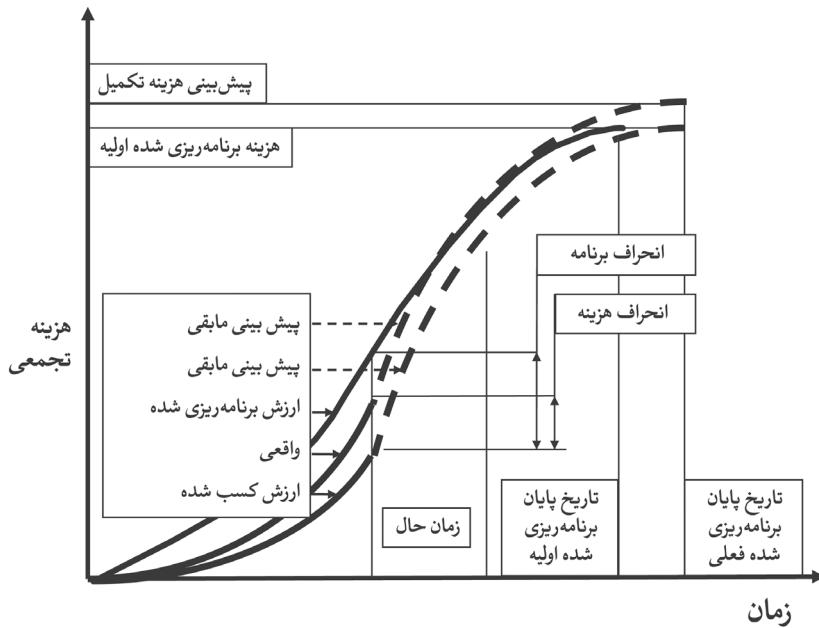 پیش‌بینی هزینه تکمیل
هزینه برنامه‌ریزی شده اولیه
انحراف برنامه
انحراف هزینه
هزینه
تجمعی
پیش بینی مابقی
پیش بینی مابقی
ارزش برنامه‌ریزی شده
واقعی
ارزش کسب شده
زمان حال
تاریخ پایان
برنامه‌ریزی
شده اولیه
تاریخ پایان
برنامه‌ریزی
شده فعلی
زمان